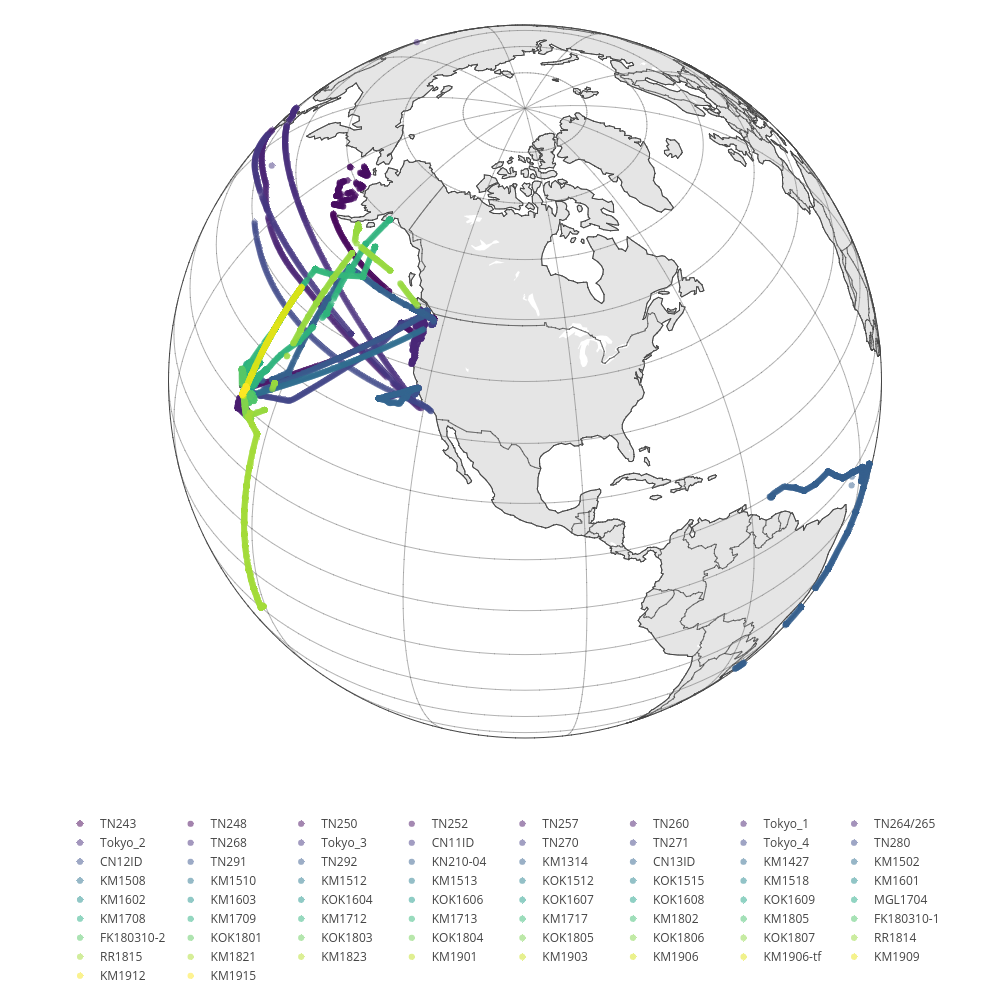 TN243 TN248 TN250 TN252 TN257 TN260 Tokyo_1 TN264/265
Tokyo_2 TN268 Tokyo_3 CN11ID TN270 TN271 Tokyo_4 TN280
CN12ID TN291 TN292 KN210-04 KM1314 CN13ID KM1427 KM1502
KM1508 KM1510 KM1512 KM1513 KOK1512 KOK1515 KM1518 KM1601
KM1602 KM1603 KOK1604 KOK1606 KOK1607 KOK1608 KOK1609 MGL1704
KM1708 KM1709 KM1712 KM1713 KM1717 KM1802 KM1805 FK180310-1
FK180310-2 KOK1801 KOK1803 KOK1804 KOK1805 KOK1806 KOK1807 RR1814
RR1815 KM1821 KM1823 KM1901 KM1903 KM1906 KM1906-tf KM1909
KM1912 KM1915